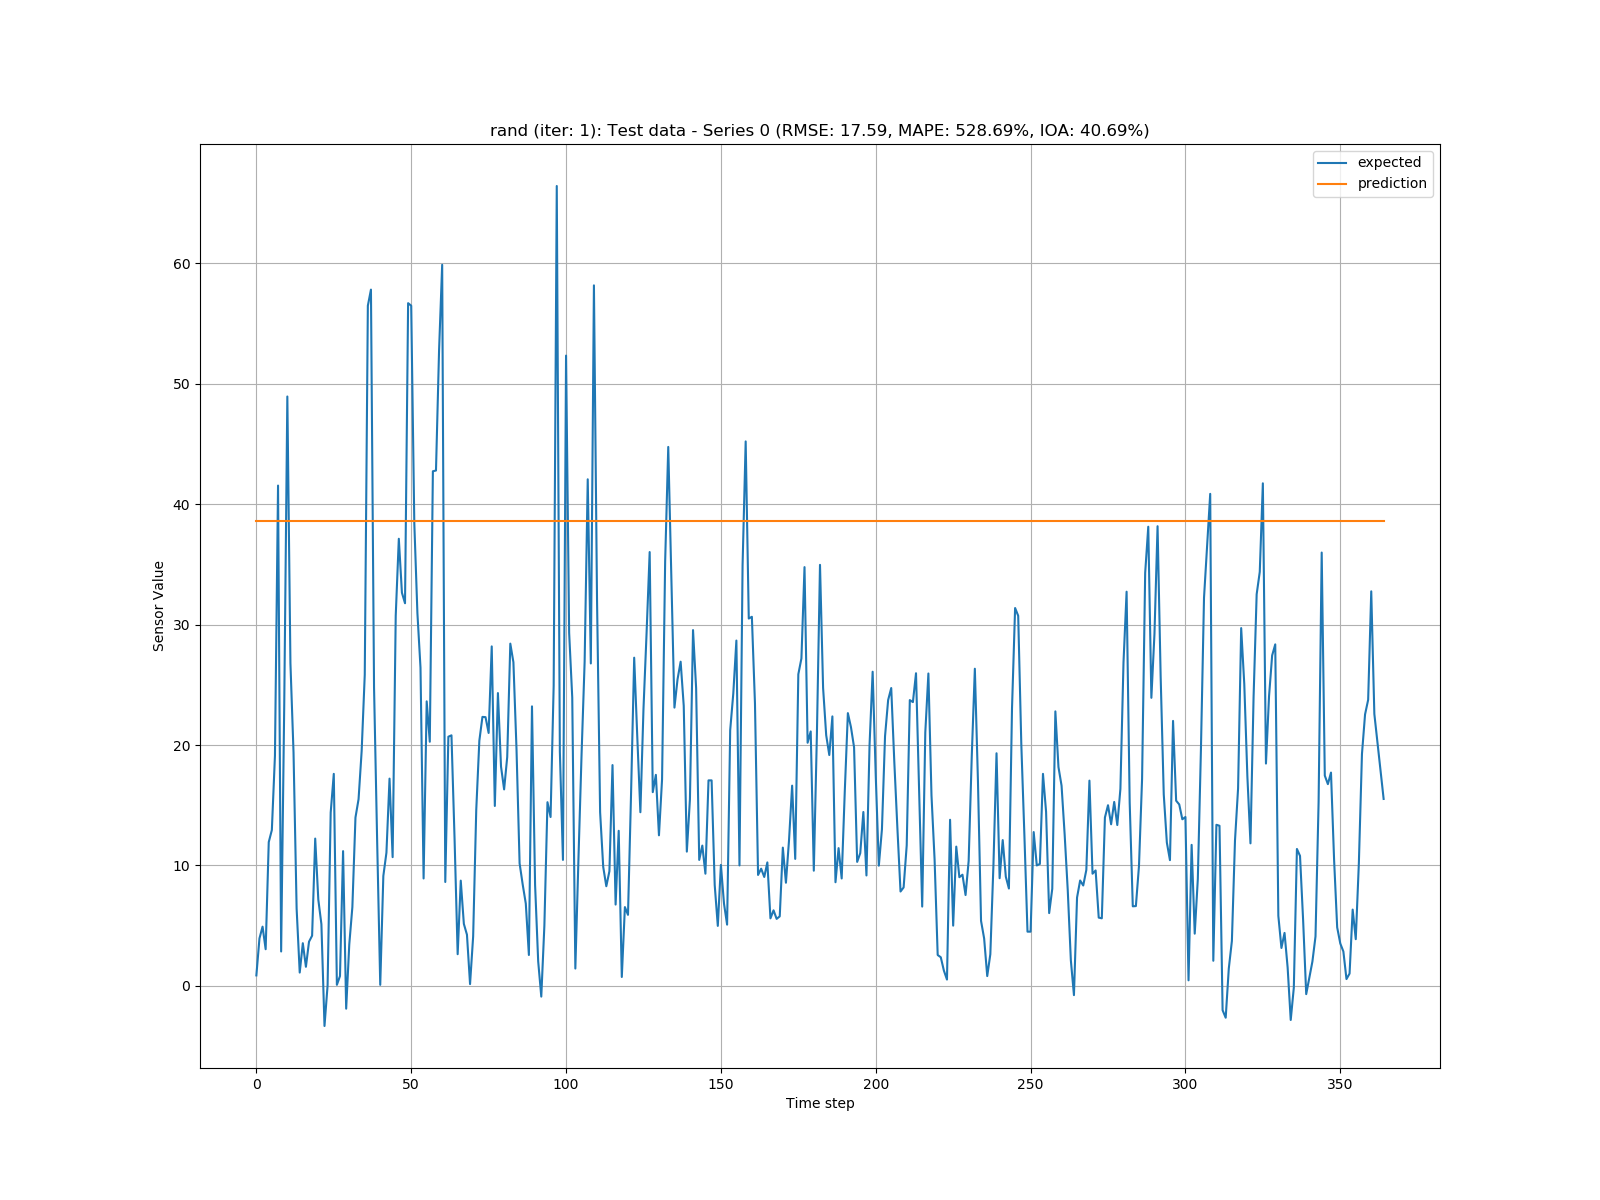 rand (iter: 1): Test data - Series 0 (RMSE: 17.59, MAPE: 528.69%, IOA: 40.69%)
expected
prediction
60
50
40
30
20
10
0
Sensor Value
0 50 100 150 200 250 300 350
Time step